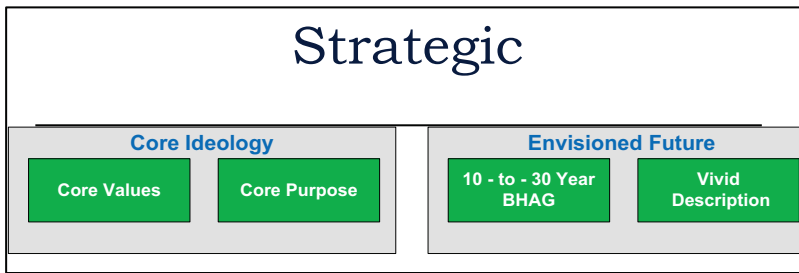 Strategic
Core Ideology
Core Values
Core Purpose
Envisioned Future
10 - to - 30 Year
BHAG
Vivid
Description